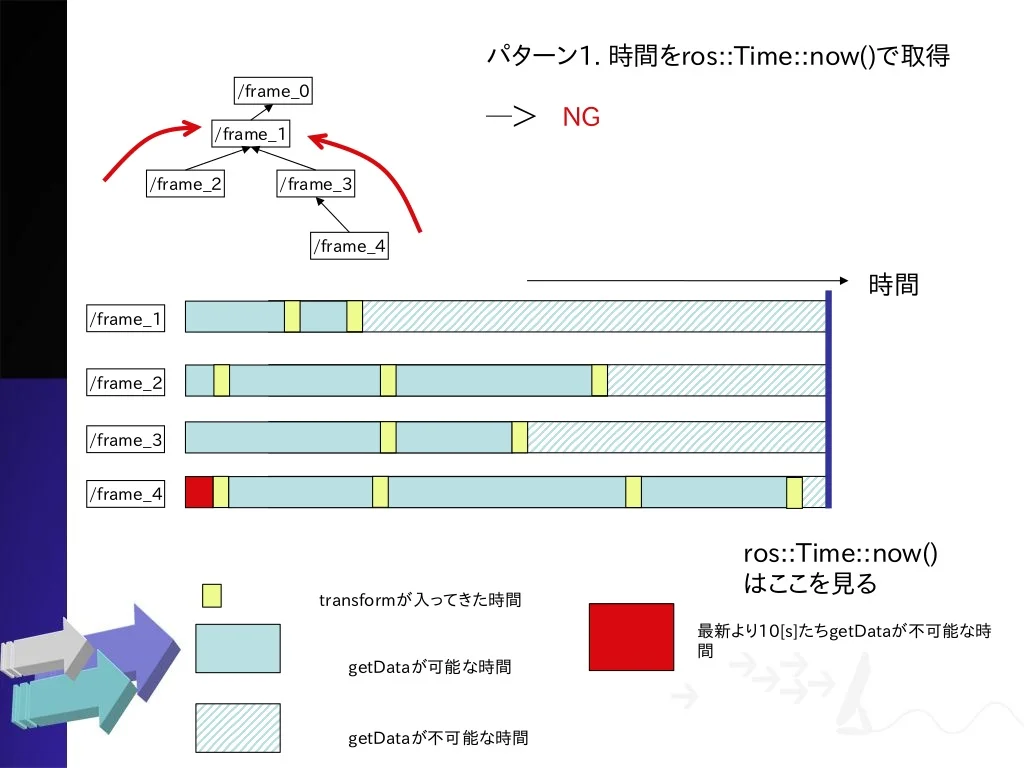 パターン1. 時間をros::Time::now()で取得
—> NG
/frame_0
/frame_1
/frame_2
/frame_3
/frame_4
時間
/frame_1
/frame_2
/frame_3
/frame_4
ros::Time::now()
はここを見る
transformが入ってきた時間
getDataが可能な時間
getDataが不可能な時間
最新より10[s]たちgetDataが不可能な時
間